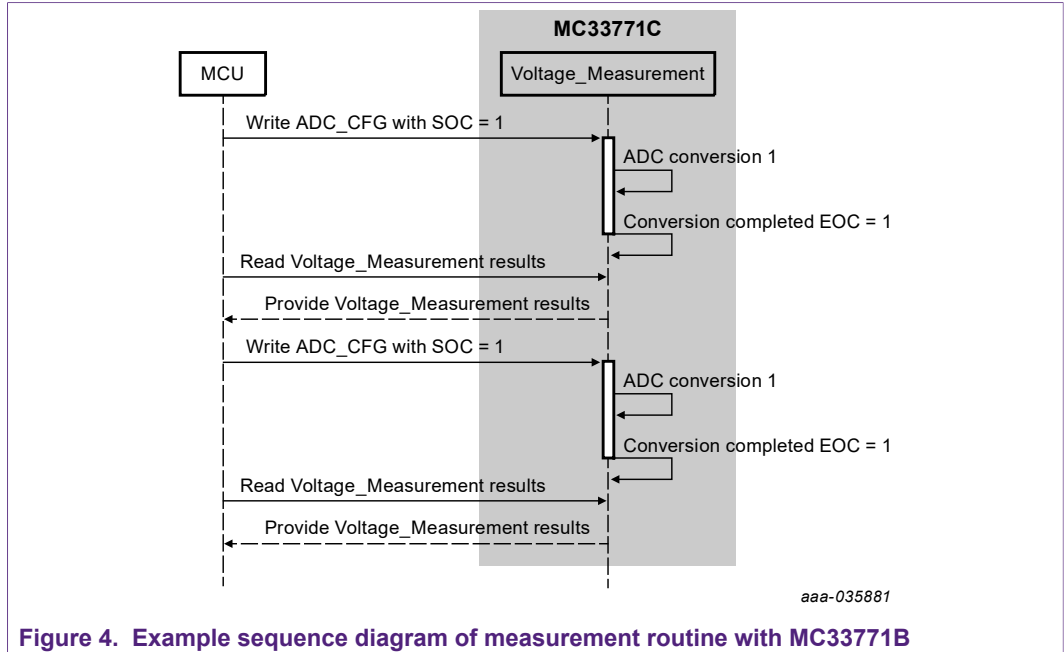 MC33771C
MCU
Voltage_Measurement
Write ADC_CFG with SOC = 1
ADC conversion 1
Conversion completed EOC = 1
Read Voltage_Measurement results
Provide Voltage_Measurement results
Write ADC_CFG with SOC = 1
ADC conversion 1
Conversion completed EOC = 1
Read Voltage_Measurement results
Provide Voltage_Measurement results
aaa-035881
Figure 4. Example sequence diagram of measurement routine with MC33771B